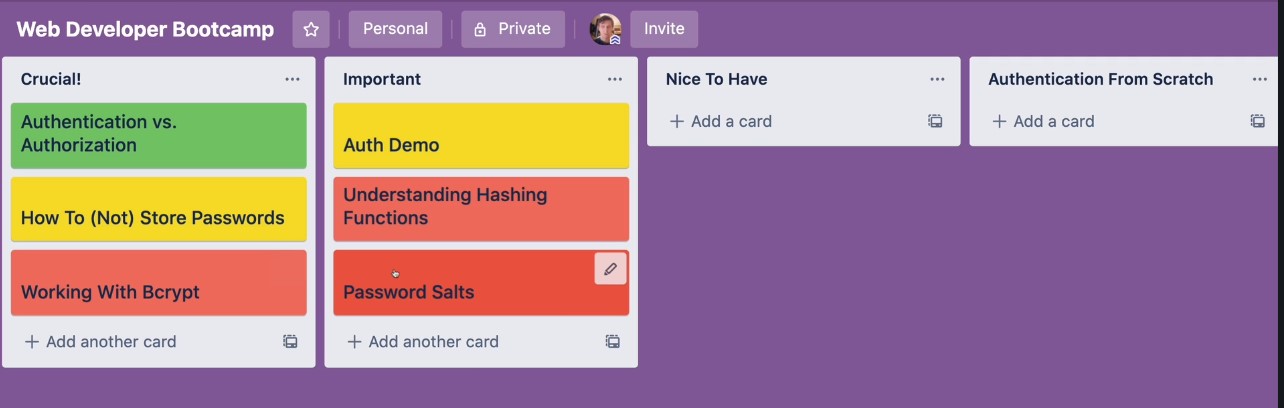 Web Developer Bootcamp Personal Private Invite
Crucial!
Authentication vs.
Authorization
How To (Not) Store Passwords
Working With Bcrypt
+ Add another card
Important
Auth Demo
Understanding Hashing
Functions
Password Salts
+ Add another card
Nice To Have
+ Add a card
Authentication From Scratch
+ Add a card